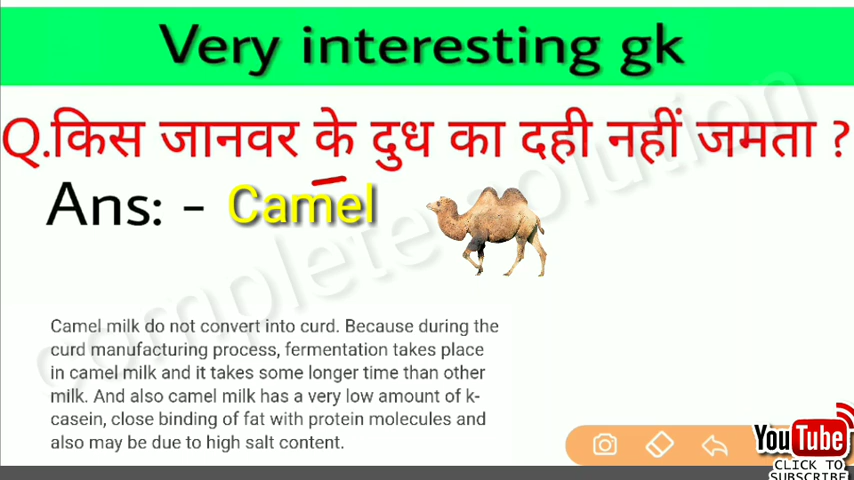 Very interesting gk
Q.किस जानवर के दुध का दही नहीं जमता ?
Ans: - Camel
complete solution
Camel milk do not convert into curd. Because during the
curd manufacturing process, fermentation takes place
in camel milk and it takes some longer time than other
milk. And also camel milk has a very low amount of k-
casein, close binding of fat with protein molecules and
also may be due to high salt content.
YouTube
CLICK TO
SUBSCRIBE